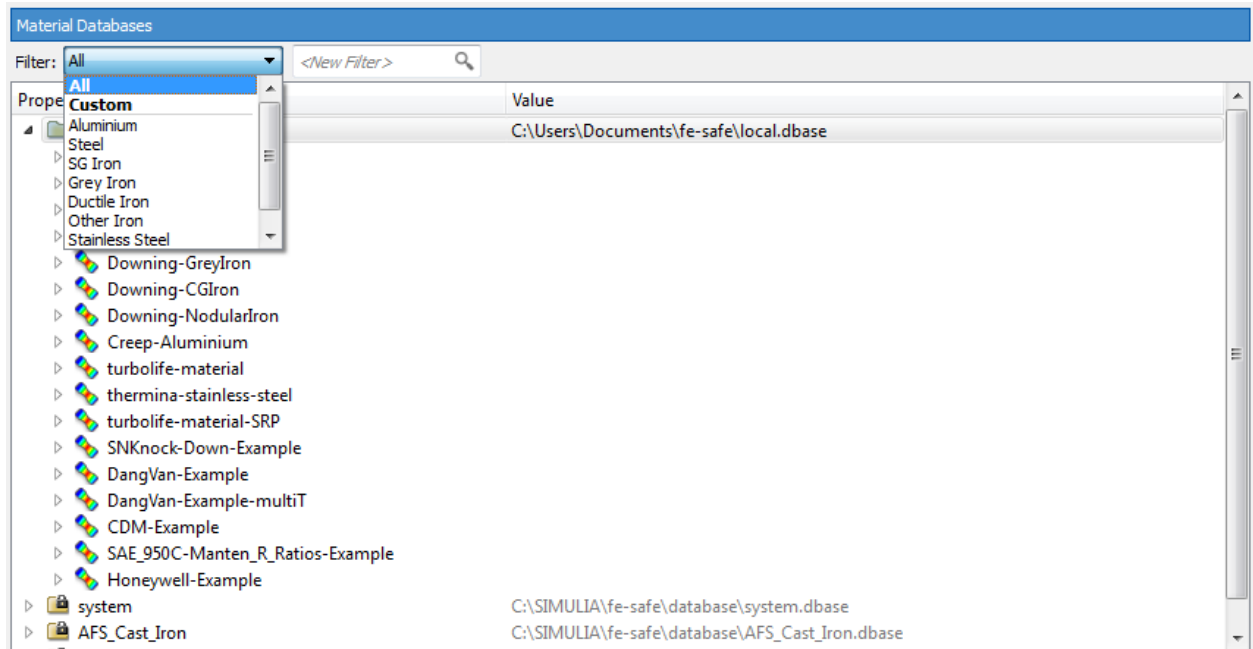 Material Databases
Filter: All <New Filter>
All
Prope Value
Custom
Aluminium C:\Users\Documents\fe-safe\local.dbase
Steel
SG Iron
Grey Iron
Ductile Iron
Other Iron
Stainless Steel
Downing-GreyIron
Downing-CGIron
Downing-NodularIron
Creep-Aluminium
turbolife-material
thermina-stainless-steel
turbolife-material-SRP
SNKnock-Down-Example
DangVan-Example
DangVan-Example-multiT
CDM-Example
SAE_950C-Manten_R_Ratios-Example
Honeywell-Example
system C:\SIMULIA\fe-safe\database\system.dbase
AFS_Cast_Iron C:\SIMULIA\fe-safe\database\AFS_Cast_Iron.dbase